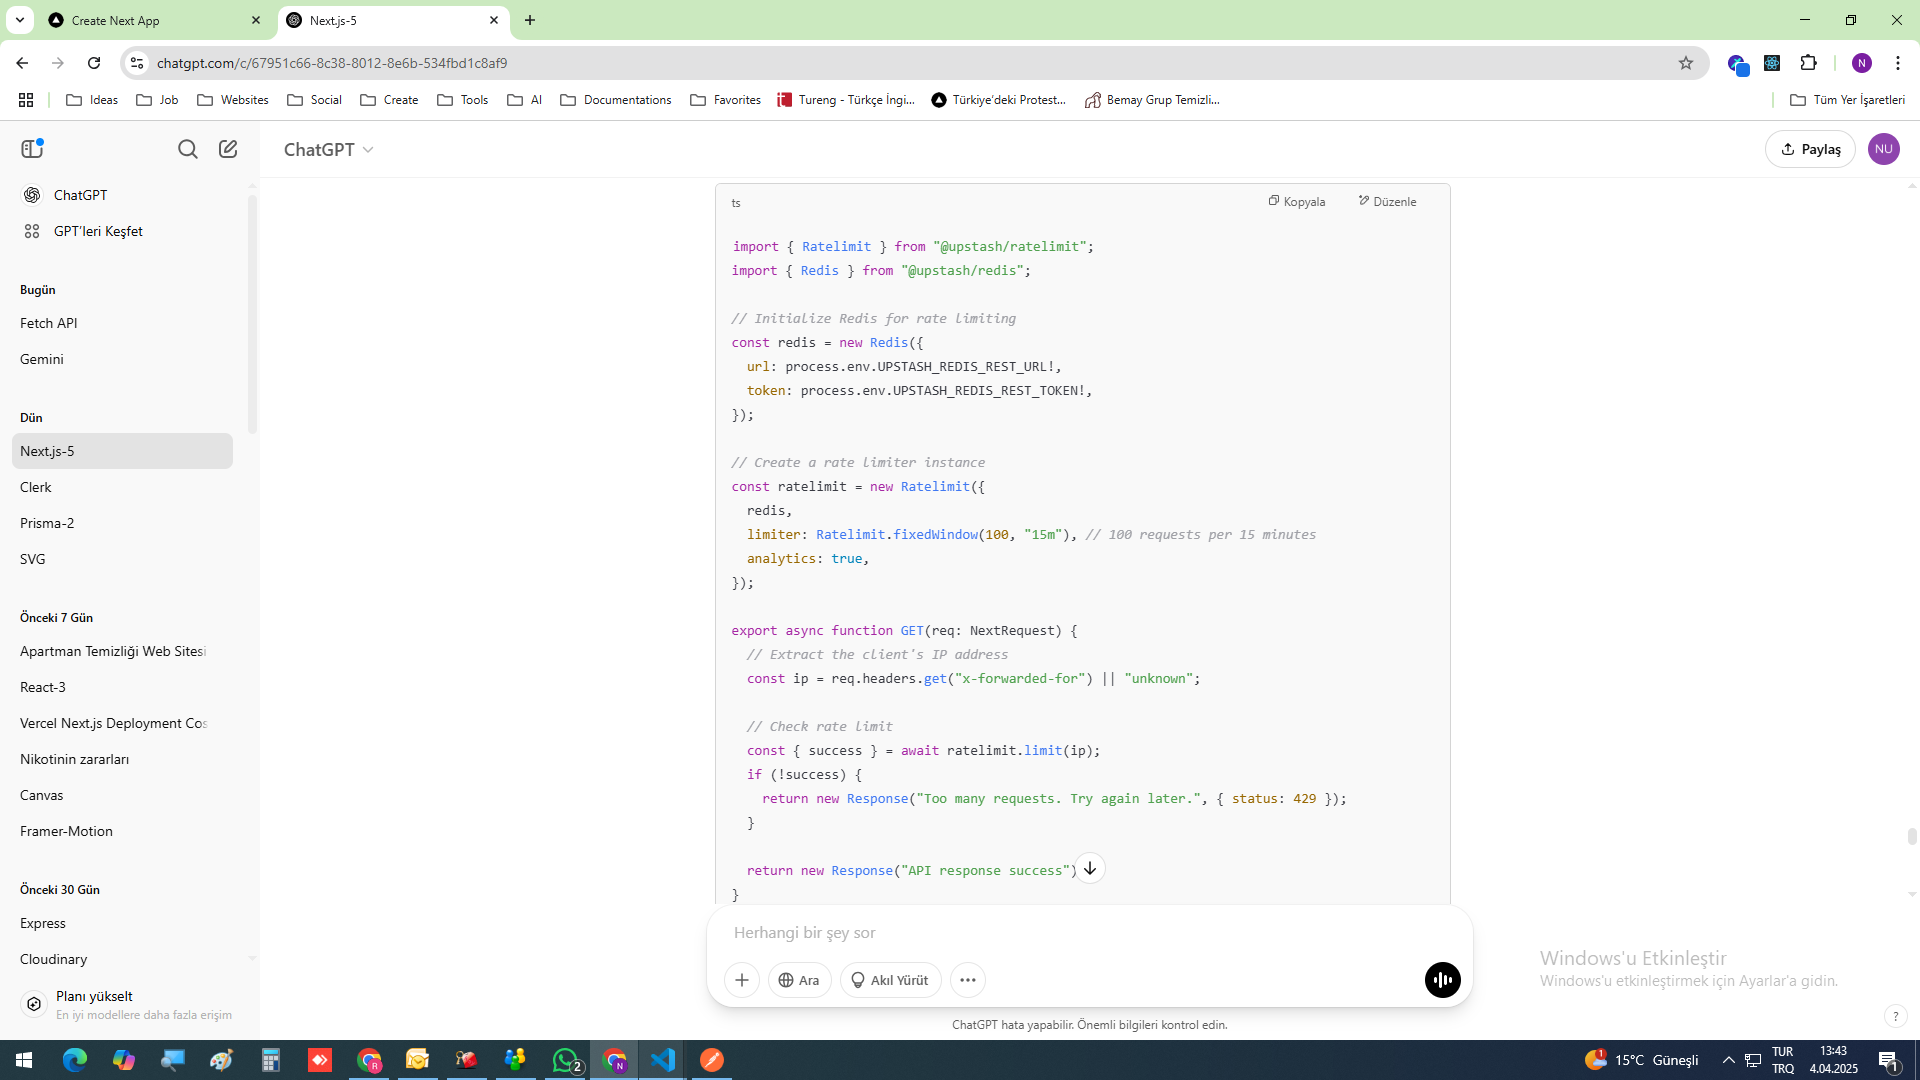 Create Next App
Next.js-5
chatgpt.com/c/67951c66-8c38-8012-8e6b-534fbd1c8af9
N
Ideas
Job
Websites
Social
Create
Tools
AI
Documentations
Favorites
Tureng - Türkçe İngi...
Türkiye'deki Protest...
Bemay Grup Temizli...
Tüm Yer İşaretleri
ChatGPT
Paylaş
NU
ChatGPT
GPT'leri Keşfet
Bugün
Fetch API
Gemini
Dün
Next.js-5
Clerk
Prisma-2
SVG
Önceki 7 Gün
Apartman Temizliği Web Sitesi
React-3
Vercel Next.js Deployment Cos
Nikotinin zararları
Canvas
Framer-Motion
Önceki 30 Gün
Express
Cloudinary
Planı yükselt
En iyi modellere daha fazla erişim
ts
Kopyala
Düzenle
import { Ratelimit } from "@upstash/ratelimit";
import { Redis } from "@upstash/redis";
// Initialize Redis for rate limiting
const redis = new Redis({
url: process.env.UPSTASH_REDIS_REST_URL!,
token: process.env.UPSTASH_REDIS_REST_TOKEN!,
});
// Create a rate limiter instance
const ratelimit = new Ratelimit({
redis,
limiter: Ratelimit.fixedWindow(100, "15m"), // 100 requests per 15 minutes
analytics: true,
});
export async function GET(req: NextRequest) {
// Extract the client's IP address
const ip = req.headers.get("x-forwarded-for") || "unknown";
// Check rate limit
const { success } = await ratelimit.limit(ip);
if (!success) {
return new Response("Too many requests. Try again later.", { status: 429 });
}
return new Response("API response success")
}
Herhangi bir şey sor
Ara
Akıl Yürüt
ChatGPT hata yapabilir. Önemli bilgileri kontrol edin.
Windows'u Etkinleştir
Windows'u etkinleştirmek için Ayarlar'a gidin.
?
R
2
N
1
15°C Güneşli
TUR
TRQ
13:43
4.04.2025
1